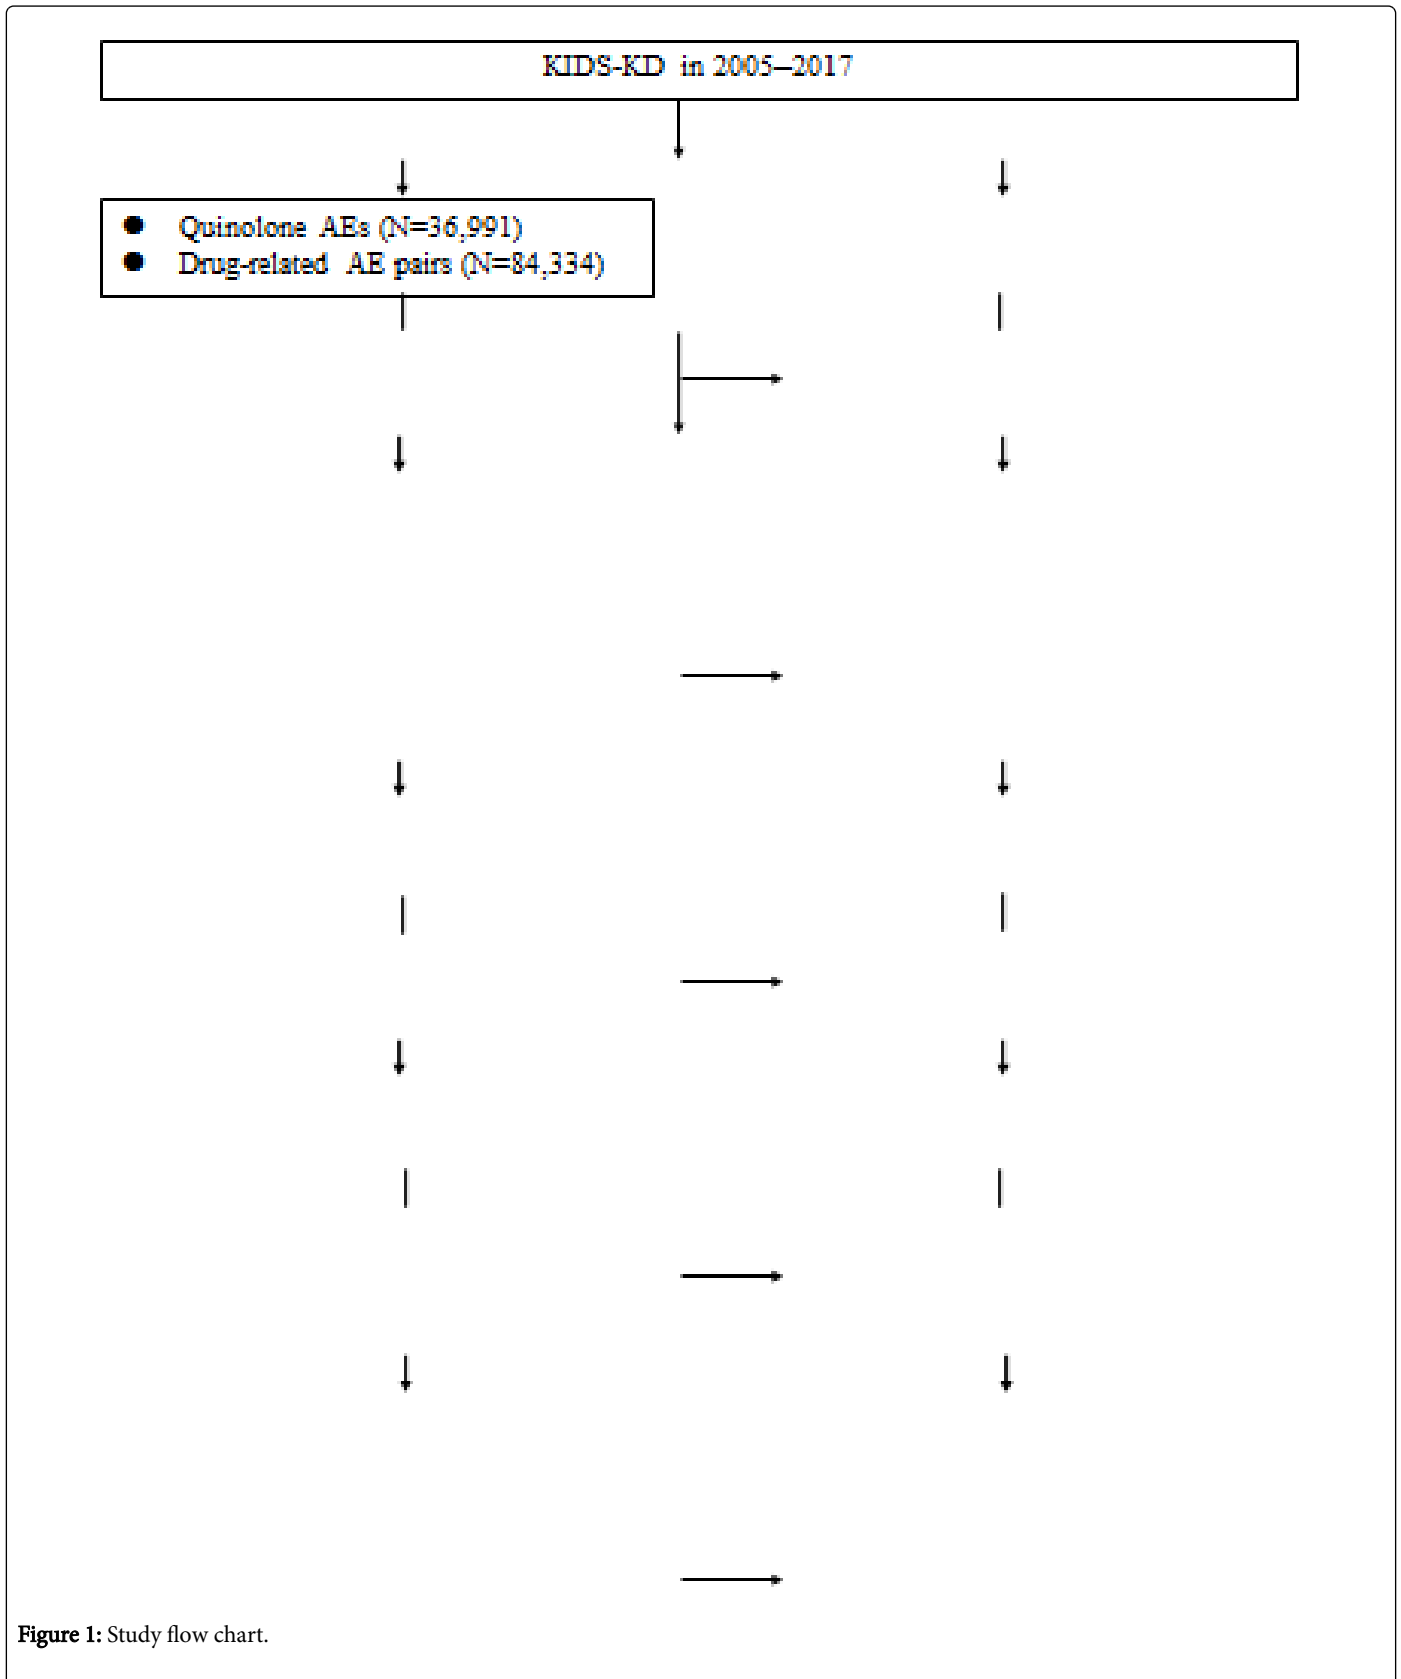 KIDS-KD in 2005–2017
● Quinolone AEs (N=36,991)
● Drug-related AE pairs (N=84,334)
Figure 1: Study flow chart.